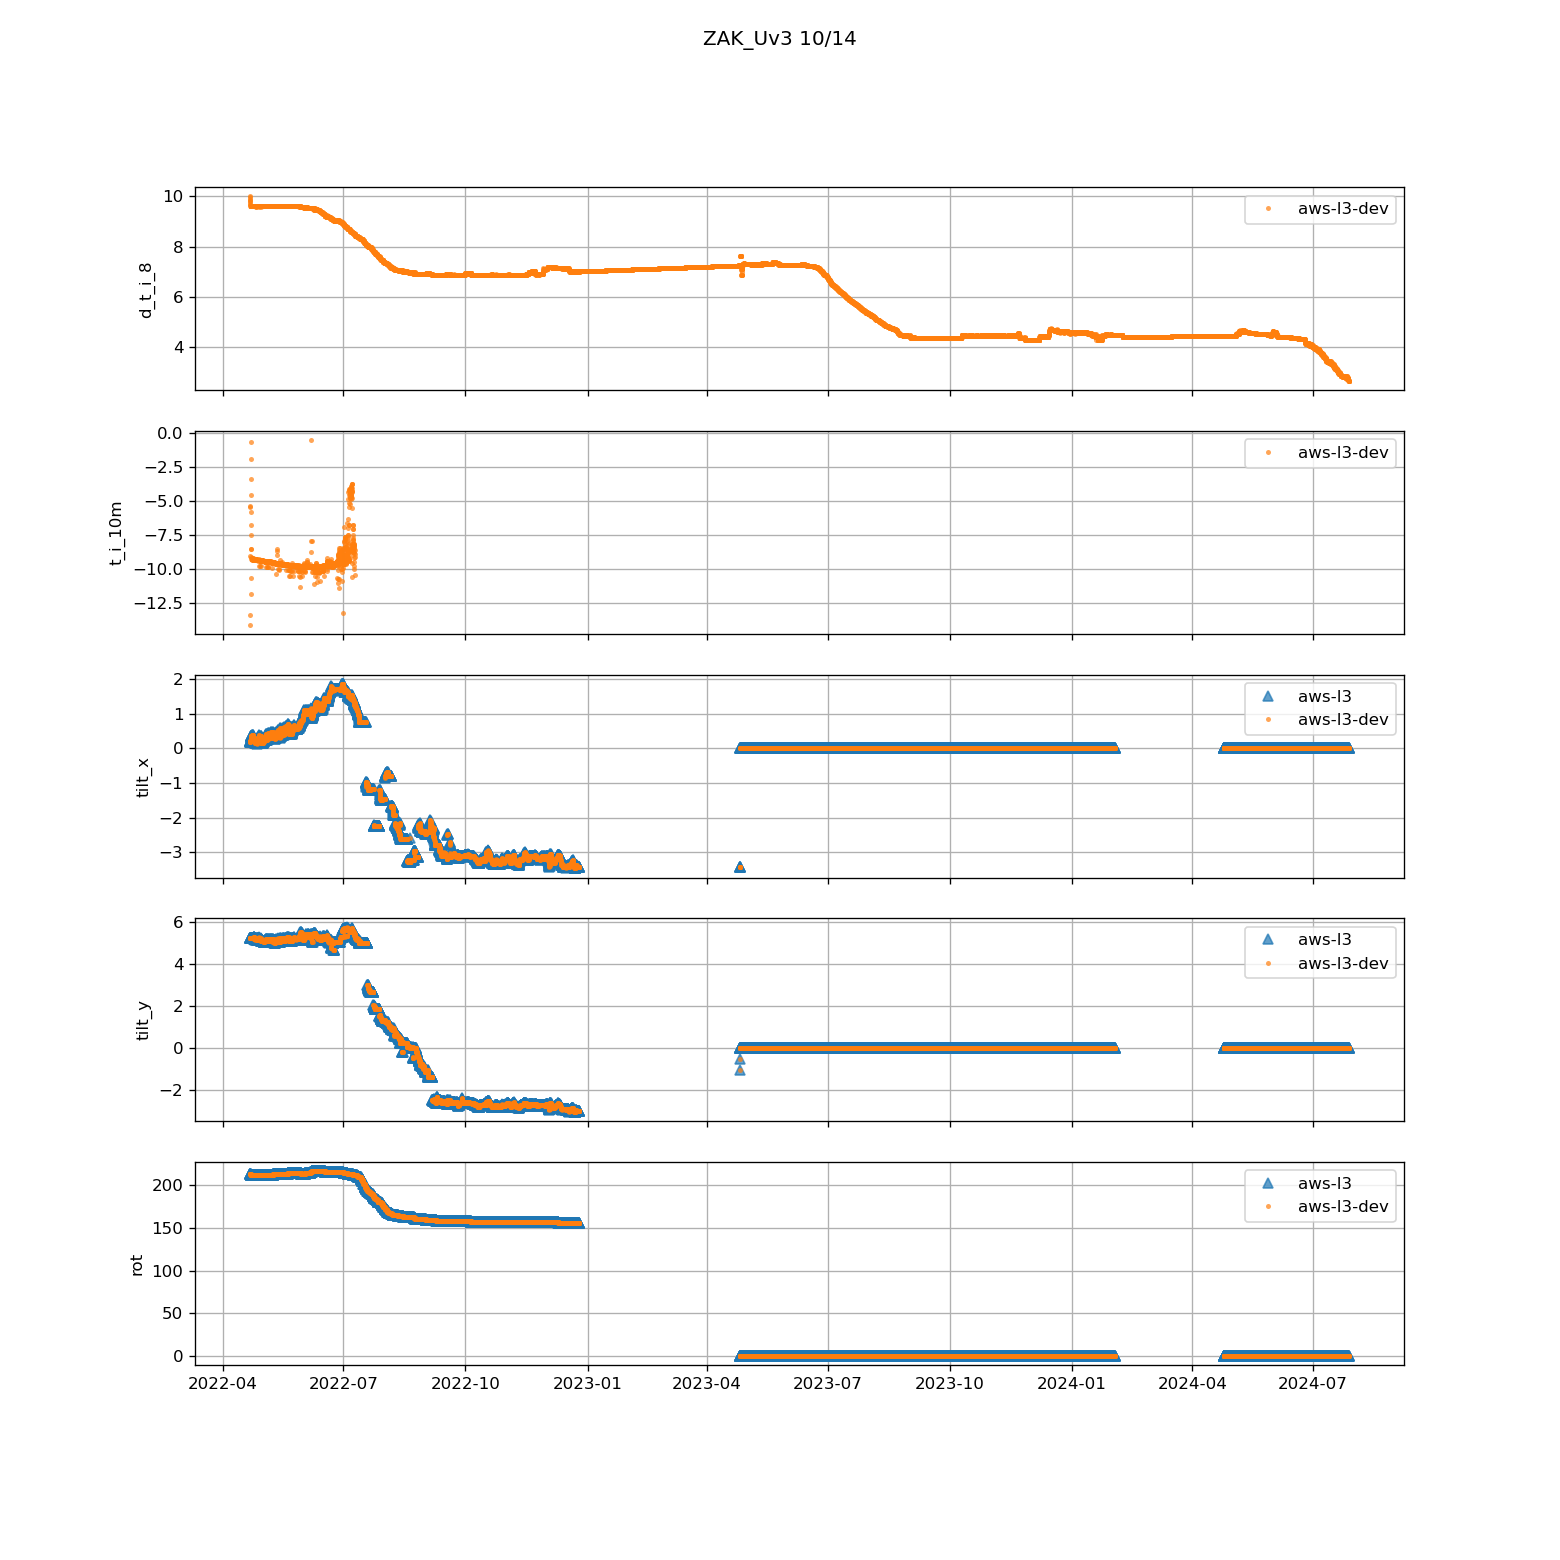 ZAK_Uv3 10/14
10
8
6
4
d_t_i_8
aws-l3-dev
0.0
−2.5
−5.0
−7.5
−10.0
−12.5
t_i_10m
aws-l3-dev
2
1
0
−1
−2
−3
tilt_x
aws-l3
aws-l3-dev
6
4
2
0
−2
tilt_y
aws-l3
aws-l3-dev
200
150
100
50
0
rot
aws-l3
aws-l3-dev
2022-04 2022-07 2022-10 2023-01 2023-04 2023-07 2023-10 2024-01 2024-04 2024-07